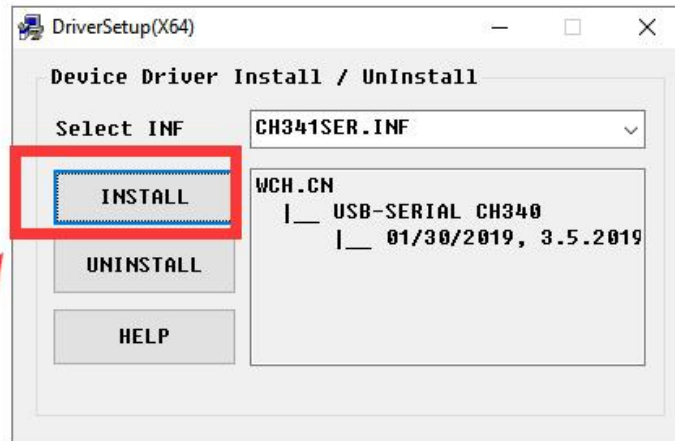 DriverSetup(X64)
Device Driver Install / UnInstall
Select INF
CH341SER.INF
INSTALL
UNINSTALL
HELP
WCH.CN
|__ USB-SERIAL CH340
|__ 01/30/2019, 3.5.2019